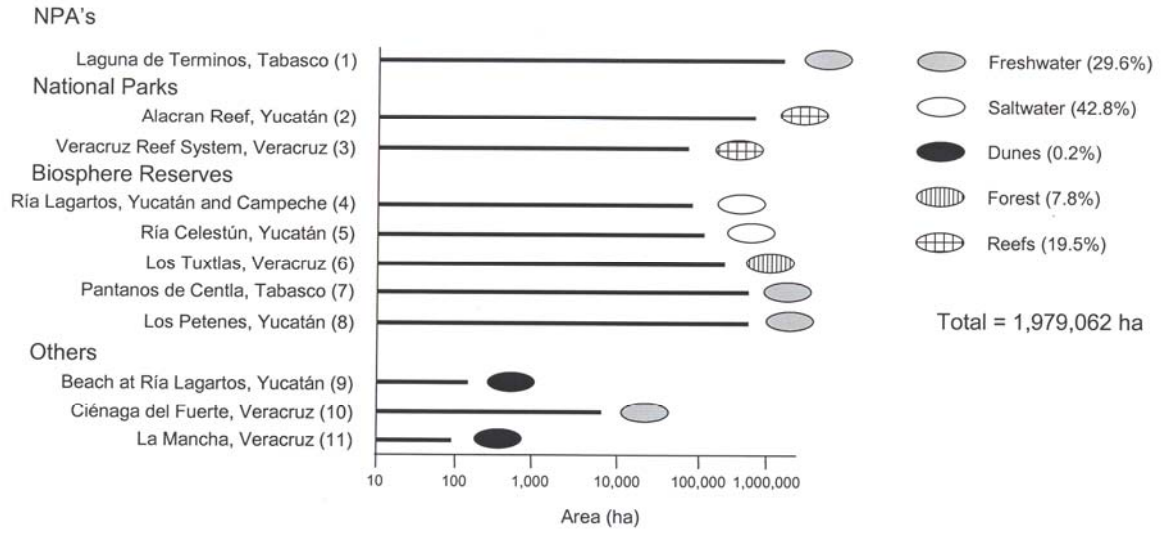 NPA's
Laguna de Terminos, Tabasco (1)
National Parks
Alacran Reef, Yucatán (2)
Veracruz Reef System, Veracruz (3)
Biosphere Reserves
Ría Lagartos, Yucatán and Campeche (4)
Ría Celestún, Yucatán (5)
Los Tuxtlas, Veracruz (6)
Pantanos de Centla, Tabasco (7)
Los Petenes, Yucatán (8)
Others
Beach at Ría Lagartos, Yucatán (9)
Ciénaga del Fuerte, Veracruz (10)
La Mancha, Veracruz (11)
10 100 1,000 10,000 100,000 1,000,000
Area (ha)
Freshwater (29.6%)
Saltwater (42.8%)
Dunes (0.2%)
Forest (7.8%)
Reefs (19.5%)
Total = 1,979,062 ha